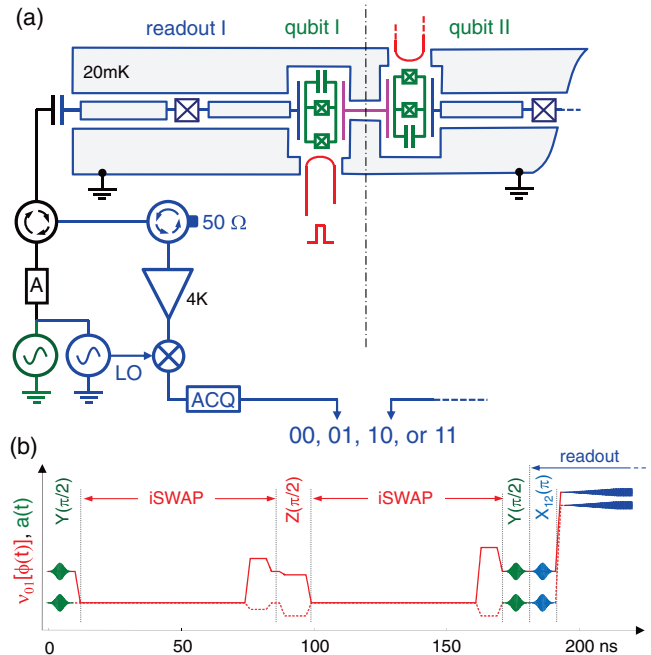 (a)
readout I
qubit I
qubit II
20mK
50 Ω
A
4K
LO
ACQ
00, 01, 10, or 11
(b)
readout
ν01[ϕ(t)], a(t)
Y(π/2)
iSWAP
Z(π/2)
iSWAP
Y(π/2)
X12(π)
0
50
100
150
200 ns